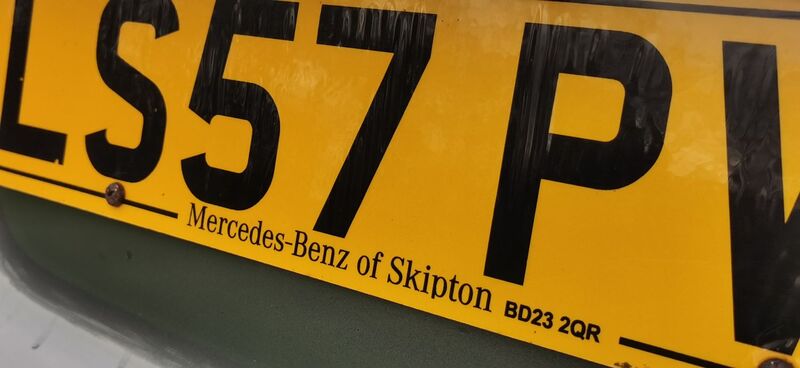 LS57 P
Mercedes-Benz of Skipton BD23 2QR